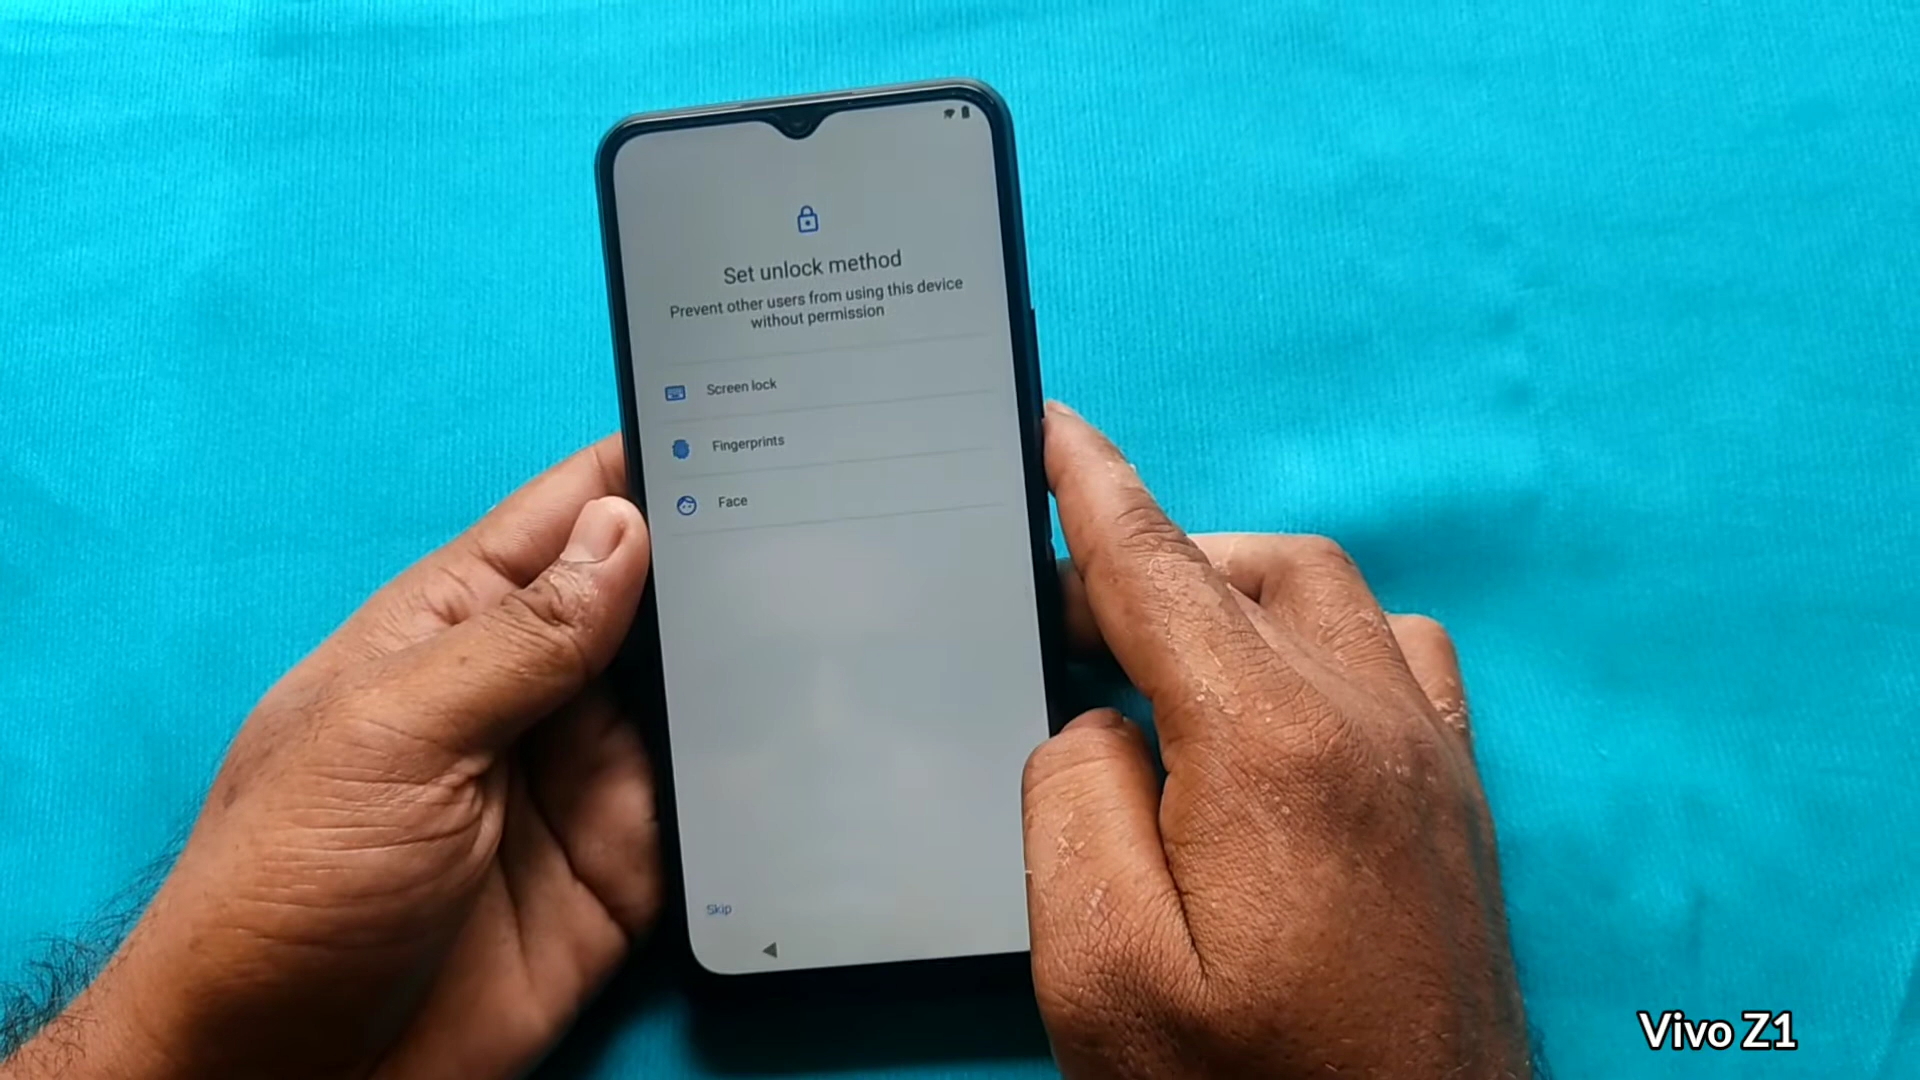 Set unlock method
Prevent other users from using this device
without permission
Screen lock
Fingerprints
Face
Skip
Vivo Z1